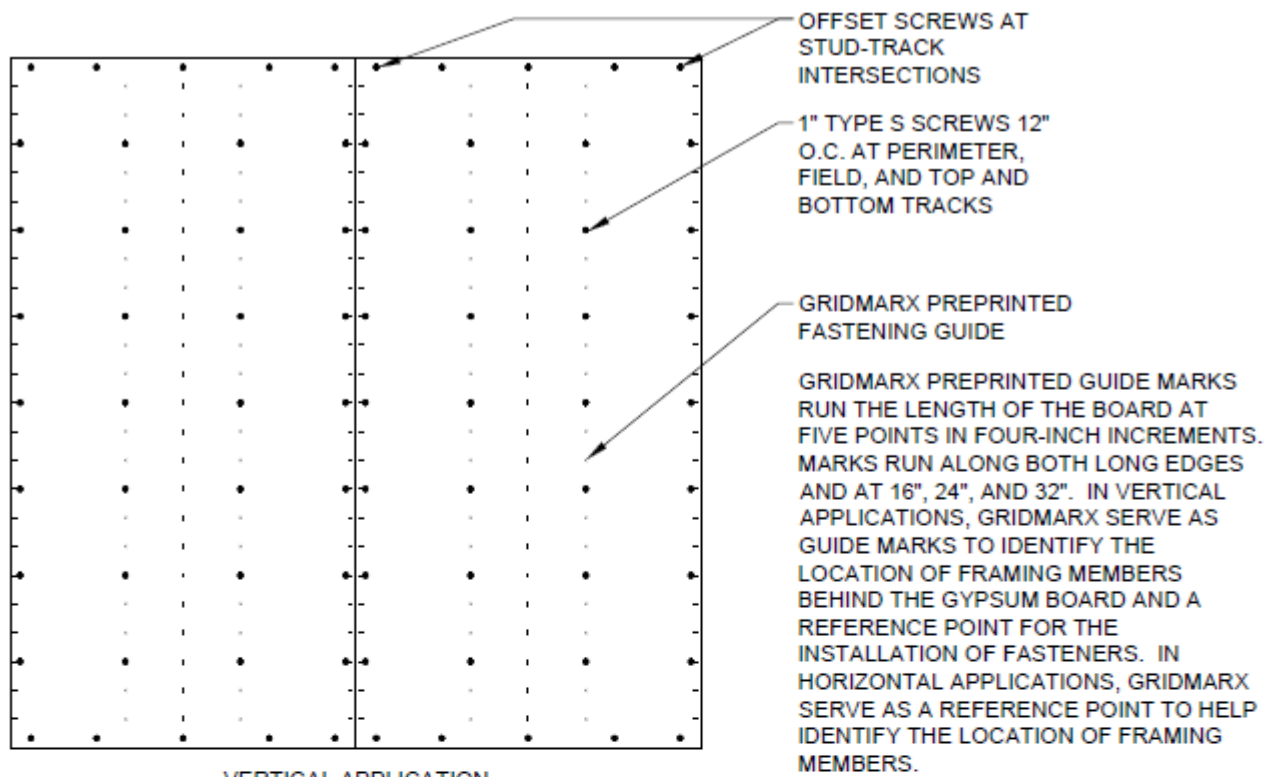 OFFSET SCREWS AT
STUD-TRACK
INTERSECTIONS
1" TYPE S SCREWS 12"
O.C. AT PERIMETER,
FIELD, AND TOP AND
BOTTOM TRACKS
GRIDMARX PREPRINTED
FASTENING GUIDE
GRIDMARX PREPRINTED GUIDE MARKS
RUN THE LENGTH OF THE BOARD AT
FIVE POINTS IN FOUR-INCH INCREMENTS.
MARKS RUN ALONG BOTH LONG EDGES
AND AT 16", 24", AND 32". IN VERTICAL
APPLICATIONS, GRIDMARX SERVE AS
GUIDE MARKS TO IDENTIFY THE
LOCATION OF FRAMING MEMBERS
BEHIND THE GYPSUM BOARD AND A
REFERENCE POINT FOR THE
INSTALLATION OF FASTENERS. IN
HORIZONTAL APPLICATIONS, GRIDMARX
SERVE AS A REFERENCE POINT TO HELP
IDENTIFY THE LOCATION OF FRAMING
MEMBERS.
VERTICAL APPLICATION